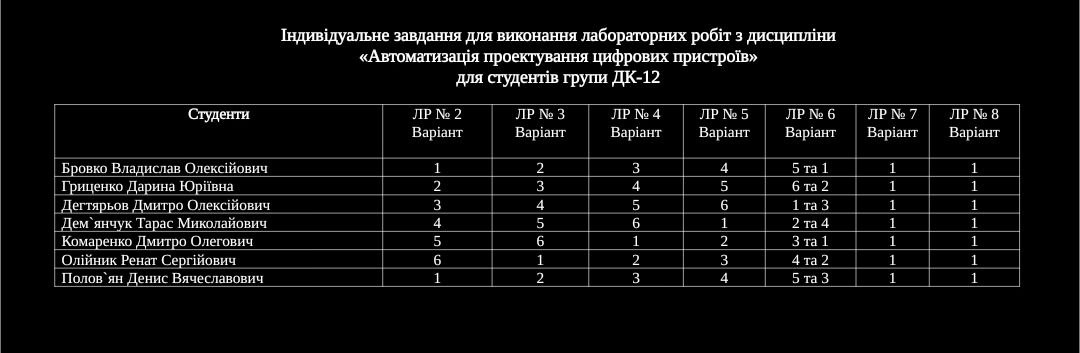 Індивідуальне завдання для виконання лабораторних робіт з дисципліни
«Автоматизація проектування цифрових пристроїв»
для студентів групи ДК-12
Студенти ЛР № 2 Варіант ЛР № 3 Варіант ЛР № 4 Варіант ЛР № 5 Варіант ЛР № 6 Варіант ЛР № 7 Варіант ЛР № 8 Варіант
Бровко Владислав Олексійович 1 2 3 4 5 та 1 1 1
Гриценко Дарина Юріївна 2 3 4 5 6 та 2 1 1
Дегтярьов Дмитро Олексійович 3 4 5 6 1 та 3 1 1
Дем`янчук Тарас Миколайович 4 5 6 1 2 та 4 1 1
Комаренко Дмитро Олегович 5 6 1 2 3 та 1 1 1
Олійник Ренат Сергійович 6 1 2 3 4 та 2 1 1
Полов`ян Денис Вячеславович 1 2 3 4 5 та 3 1 1